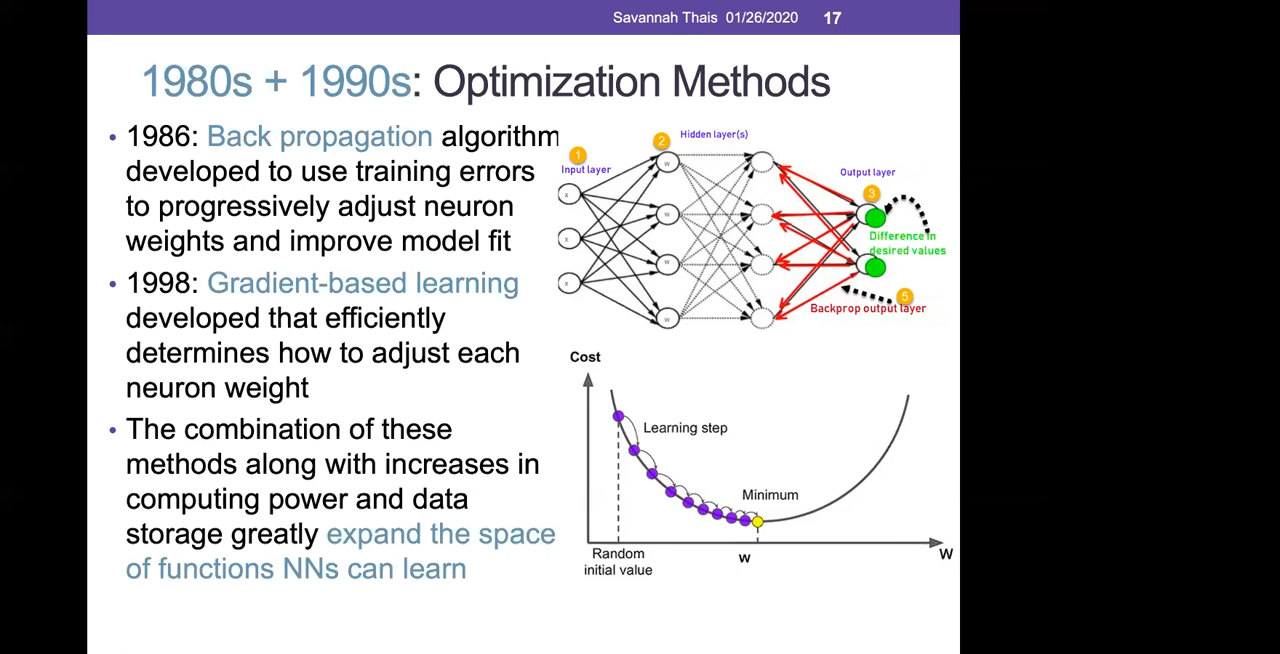 Savannah Thais 01/26/2020 17
1980s + 1990s: Optimization Methods
• 1986: Back propagation algorithm
developed to use training errors
to progressively adjust neuron
weights and improve model fit
• 1998: Gradient-based learning
developed that efficiently
determines how to adjust each
neuron weight
• The combination of these
methods along with increases in
computing power and data
storage greatly expand the space
of functions NNs can learn
1
Input layer
2
Hidden layer(s)
Output layer
3
x
x
x
w
w
w
w
Difference in
desired values
5
Backprop output layer
Cost
Learning step
Minimum
Random
initial value
w
W